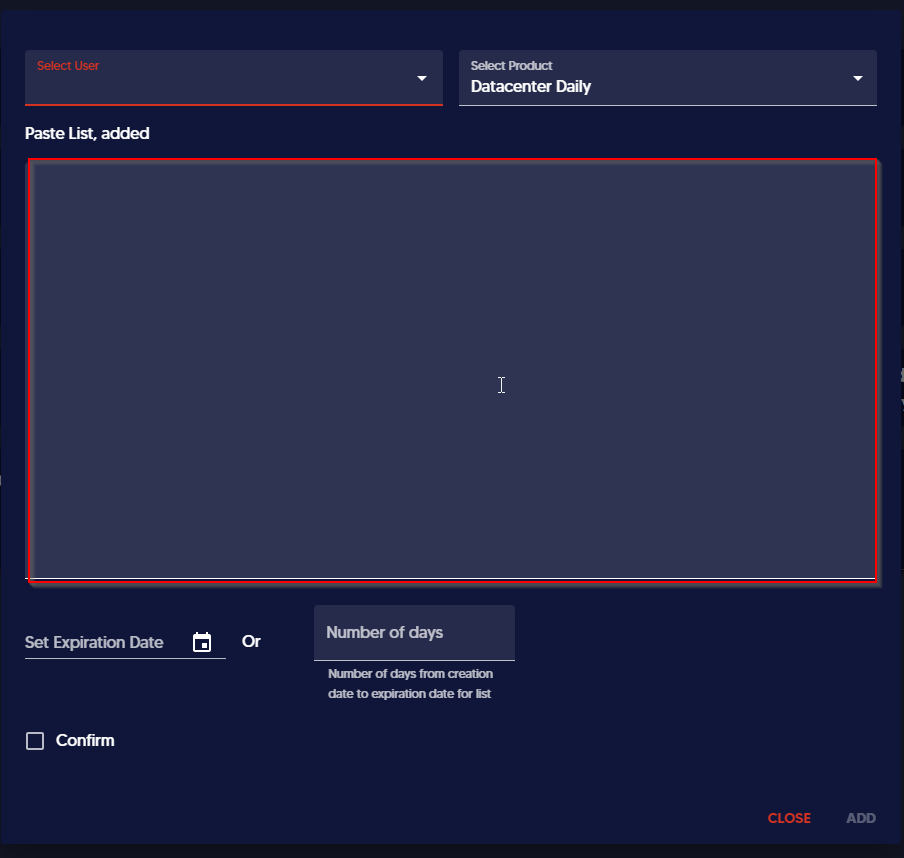 Select User
Select Product
Datacenter Daily
Paste List, added
Set Expiration Date
Or
Number of days
Number of days from creation
date to expiration date for list
Confirm
CLOSE
ADD